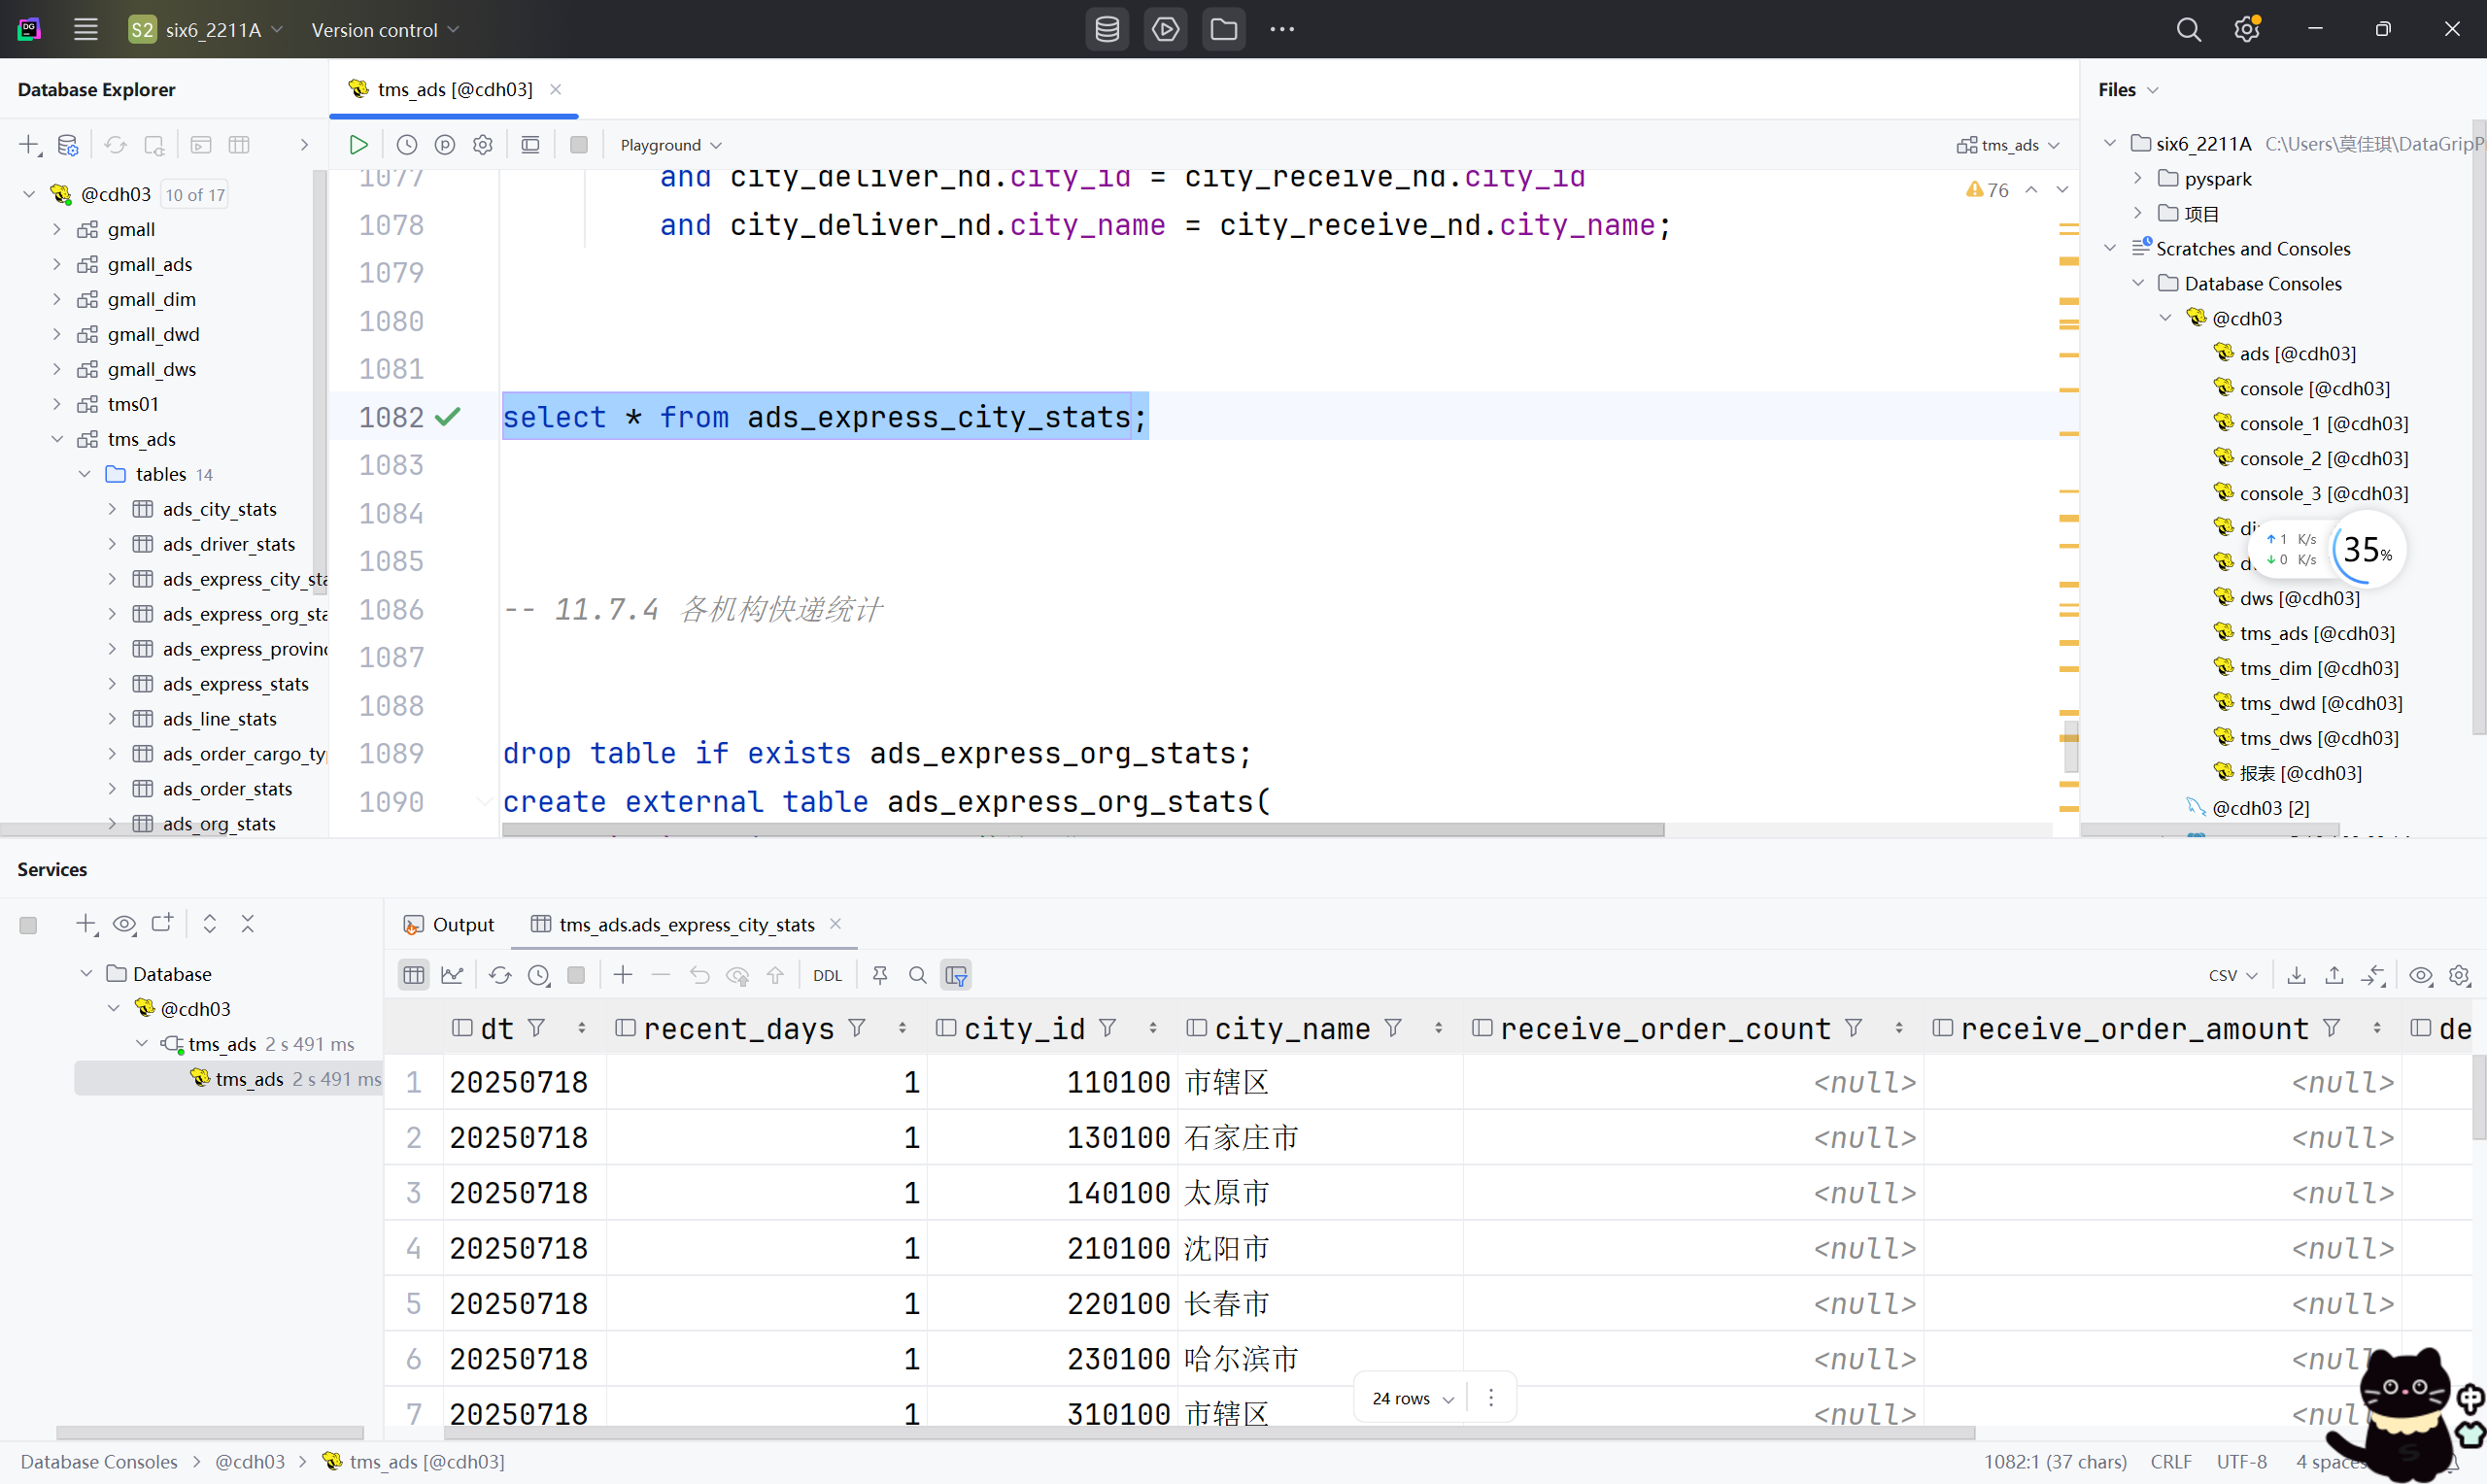 S2 six6_2211A Version control
Database Explorer
tms_ads [@cdh03]
Files
Playground
tms_ads
@cdh03 10 of 17
gmall
gmall_ads
gmall_dim
gmall_dwd
gmall_dws
tms01
tms_ads
tables 14
ads_city_stats
ads_driver_stats
ads_express_city_sta
ads_express_org_sta
ads_express_provinc
ads_express_stats
ads_line_stats
ads_order_cargo_ty
ads_order_stats
ads_org_stats
76
1077 and city_deliver_nd.city_id = city_receive_nd.city_id
1078 and city_deliver_nd.city_name = city_receive_nd.city_name;
1079
1080
1081
1082 select * from ads_express_city_stats;
1083
1084
1085
1086 -- 11.7.4 各机构快递统计
1087
1088
1089 drop table if exists ads_express_org_stats;
1090 create external table ads_express_org_stats(
six6_2211A C:\Users\莫佳琪\DataGripP
pyspark
项目
Scratches and Consoles
Database Consoles
@cdh03
ads [@cdh03]
console [@cdh03]
console_1 [@cdh03]
console_2 [@cdh03]
console_3 [@cdh03]
1 K/s
0 K/s
35%
dws [@cdh03]
tms_ads [@cdh03]
tms_dim [@cdh03]
tms_dwd [@cdh03]
tms_dws [@cdh03]
报表 [@cdh03]
@cdh03 [2]
Services
Database
@cdh03
tms_ads 2 s 491 ms
tms_ads 2 s 491 ms
Output tms_ads.ads_express_city_stats
DDL CSV
dt recent_days city_id city_name receive_order_count receive_order_amount de
1 20250718 1 110100 市辖区 <null> <null>
2 20250718 1 130100 石家庄市 <null> <null>
3 20250718 1 140100 太原市 <null> <null>
4 20250718 1 210100 沈阳市 <null> <null>
5 20250718 1 220100 长春市 <null> <null>
6 20250718 1 230100 哈尔滨市 <null> <null>
7 20250718 1 310100 市辖区 <null> <null>
24 rows
中
Database Consoles > @cdh03 > tms_ads [@cdh03]
1082:1 (37 chars) CRLF UTF-8 4 spaces